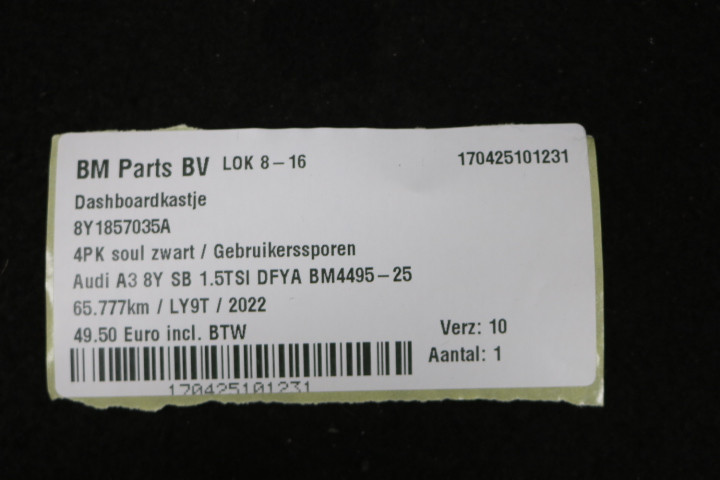 BM Parts BV LOK 8-16 170425101231
Dashboardkastje
8Y1857035A
4PK soul zwart / Gebruikerssporen
Audi A3 8Y SB 1.5TSI DFYA BM4495-25
65.777km / LY9T / 2022
49.50 Euro incl. BTW Verz: 10
Aantal: 1
170425101231